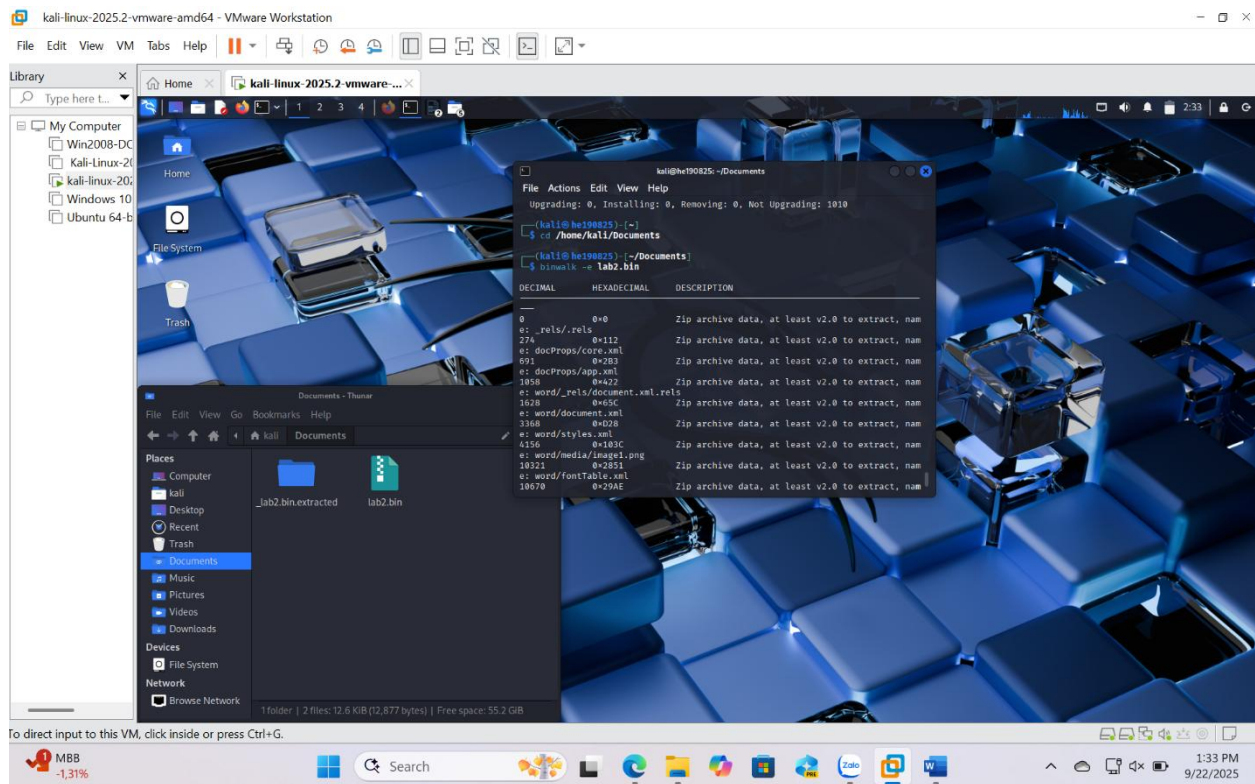 kali-linux-2025.2-vmware-amd64 - VMware Workstation
File Edit View VM Tabs Help
Library
Type here t...
Home
kali-linux-2025.2-vmware-...
My Computer
Win2008-DC
Kali-Linux-20
kali-linux-202
Windows 10
Ubuntu 64-b
1 2 3 4
2:33
Home
File System
Trash
kali@he190825: ~/Documents
File Actions Edit View Help
Upgrading: 0, Installing: 0, Removing: 0, Not Upgrading: 1010
(kali㉿he190825)-[~]
$ cd /home/kali/Documents
(kali㉿he190825)-[~/Documents]
$ binwalk -e lab2.bin
DECIMAL HEXADECIMAL DESCRIPTION
0 0×0 Zip archive data, at least v2.0 to extract, nam
e: _rels/.rels
274 0×112 Zip archive data, at least v2.0 to extract, nam
e: docProps/core.xml
691 0×2B3 Zip archive data, at least v2.0 to extract, nam
e: docProps/app.xml
1058 0×422 Zip archive data, at least v2.0 to extract, nam
e: word/_rels/document.xml.rels
1628 0×65C Zip archive data, at least v2.0 to extract, nam
e: word/document.xml
3368 0×D28 Zip archive data, at least v2.0 to extract, nam
e: word/styles.xml
4156 0×103C Zip archive data, at least v2.0 to extract, nam
e: word/media/image1.png
10321 0×2851 Zip archive data, at least v2.0 to extract, nam
e: word/fontTable.xml
10670 0×29AE Zip archive data, at least v2.0 to extract, nam
Documents - Thunar
File Edit View Go Bookmarks Help
kali Documents
Places
Computer
kali
Desktop
Recent
Trash
Documents
Music
Pictures
Videos
Downloads
Devices
File System
Network
Browse Network
_lab2.bin.extracted
lab2.bin
1 folder | 2 files: 12.6 KiB (12,877 bytes) | Free space: 55.2 GiB
To direct input to this VM, click inside or press Ctrl+G.
1
MBB
-1,31%
Search
PRE
Zalo
1:33 PM
9/22/2025